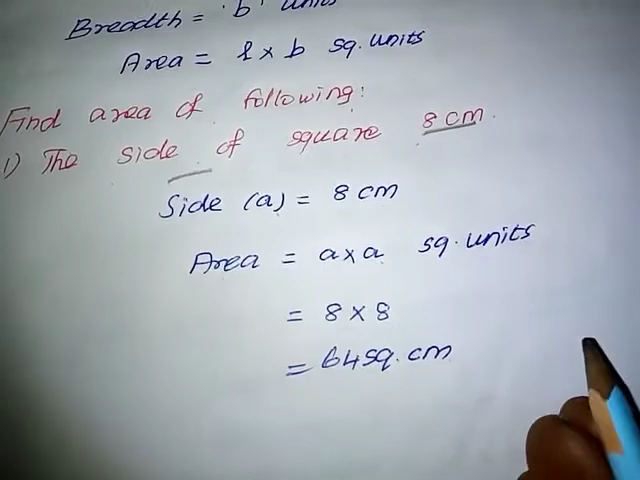 Breadth = 'b' units
Area = l × b sq. units
Find area of following:
1) The side of square 8 cm.
Side (a) = 8 cm
Area = a × a sq. units
= 8 × 8
= 64 sq. cm